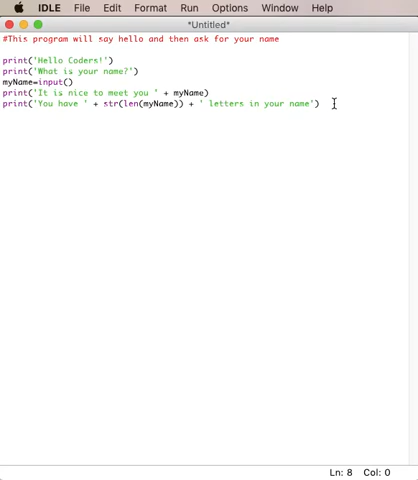 IDLE File Edit Format Run Options Window Help
*Untitled*
#This program will say hello and then ask for your name
print('Hello Coders!')
print('What is your name?')
myName=input()
print('It is nice to meet you ' + myName)
print('You have ' + str(len(myName)) + ' letters in your name')
Ln: 8 Col: 0